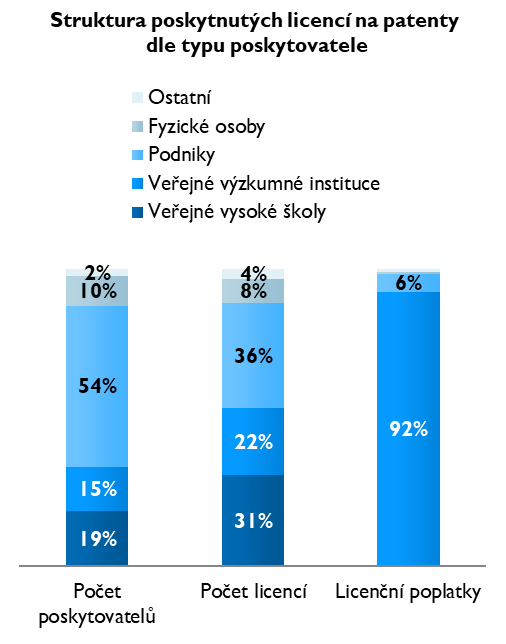 Struktura poskytnutých licencí na patenty
dle typu poskytovatele
Ostatní
Fyzické osoby
Podniky
Veřejné výzkumné instituce
Veřejné vysoké školy
2%
10%
54%
15%
19%
4%
8%
36%
22%
31%
6%
92%
Počet
poskytovatelů
Počet licencí
Licenční poplatky